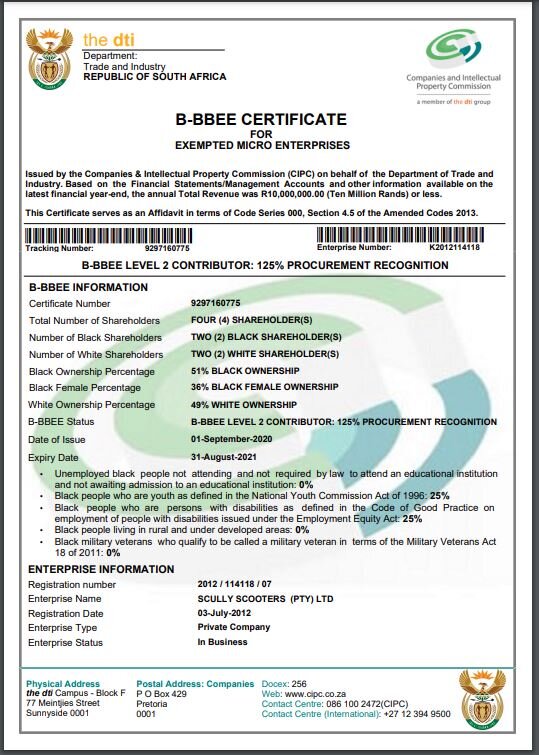 the dti
Department:
Trade and Industry
REPUBLIC OF SOUTH AFRICA
Companies and Intellectual
Property Commission
a member of the dti group
B-BBEE CERTIFICATE
FOR
EXEMPTED MICRO ENTERPRISES
Issued by the Companies & Intellectual Property Commission (CIPC) on behalf of the Department of Trade and
Industry. Based on the Financial Statements/Management Accounts and other information available on the
latest financial year-end, the annual Total Revenue was R10,000,000.00 (Ten Million Rands) or less.
This Certificate serves as an Affidavit in terms of Code Series 000, Section 4.5 of the Amended Codes 2013.
Tracking Number: 9297160775
Enterprise Number: K2012114118
B-BBEE LEVEL 2 CONTRIBUTOR: 125% PROCUREMENT RECOGNITION
B-BBEE INFORMATION
Certificate Number 9297160775
Total Number of Shareholders FOUR (4) SHAREHOLDER(S)
Number of Black Shareholders TWO (2) BLACK SHAREHOLDER(S)
Number of White Shareholders TWO (2) WHITE SHAREHOLDER(S)
Black Ownership Percentage 51% BLACK OWNERSHIP
Black Female Percentage 36% BLACK FEMALE OWNERSHIP
White Ownership Percentage 49% WHITE OWNERSHIP
B-BBEE Status B-BBEE LEVEL 2 CONTRIBUTOR: 125% PROCUREMENT RECOGNITION
Date of Issue 01-September-2020
Expiry Date 31-August-2021
• Unemployed black people not attending and not required by law to attend an educational institution
and not awaiting admission to an educational institution: 0%
• Black people who are youth as defined in the National Youth Commission Act of 1996: 25%
• Black people who are persons with disabilities as defined in the Code of Good Practice on
employment of people with disabilities issued under the Employment Equity Act: 25%
• Black people living in rural and under developed areas: 0%
• Black military veterans who qualify to be called a military veteran in terms of the Military Veterans Act
18 of 2011: 0%
ENTERPRISE INFORMATION
Registration number 2012 / 114118 / 07
Enterprise Name SCULLY SCOOTERS (PTY) LTD
Registration Date 03-July-2012
Enterprise Type Private Company
Enterprise Status In Business
Physical Address
the dti Campus - Block F
77 Meintjies Street
Sunnyside 0001
Postal Address: Companies
P O Box 429
Pretoria
0001
Docex: 256
Web: www.cipc.co.za
Contact Centre: 086 100 2472(CIPC)
Contact Centre (International): +27 12 394 9500